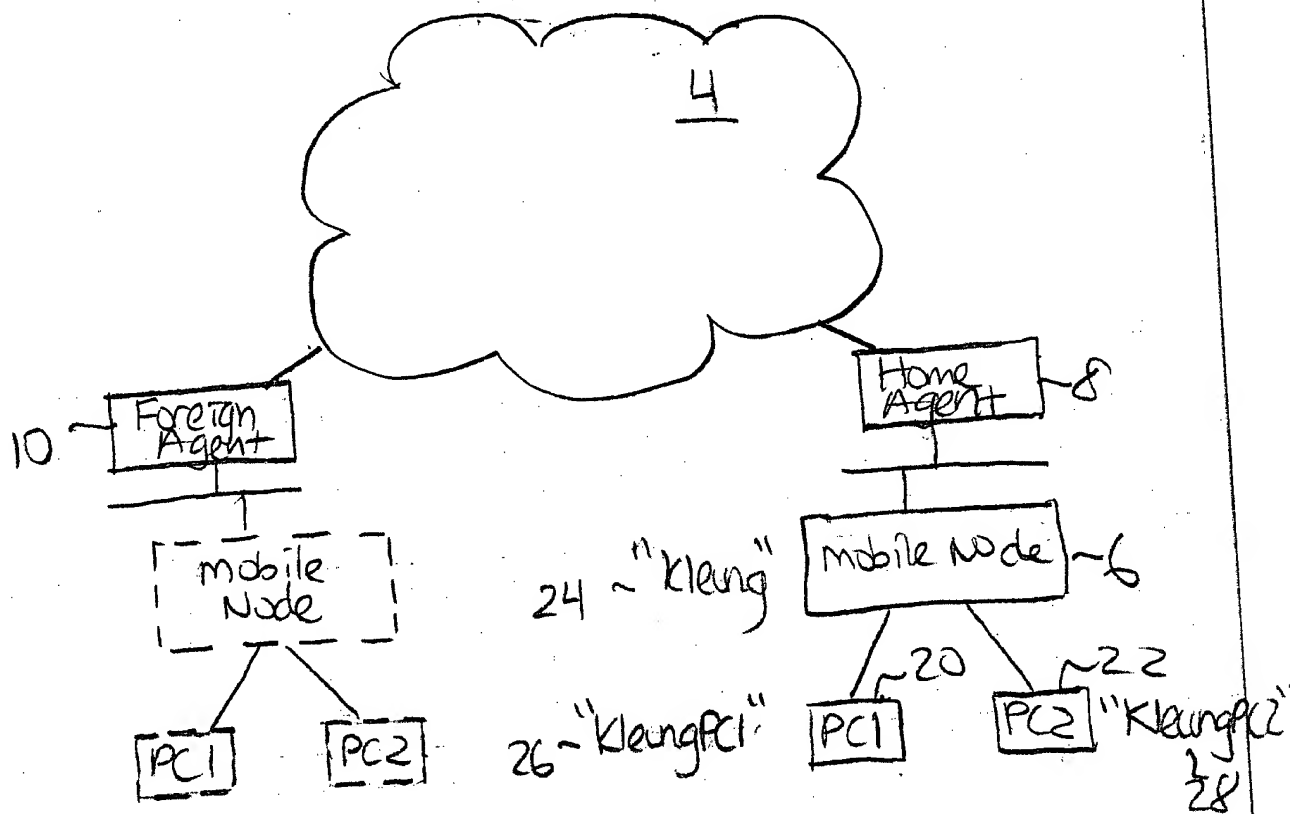 4
Home
Agent
~8
10 ~
Foreign
Agent
mobile
Node
24 ~ "Kleung"
mobile Node
~6
~20
~22
PC1
PC2
26 ~ "KleungPC1"
PC1
PC2
"KleungPC2"
28